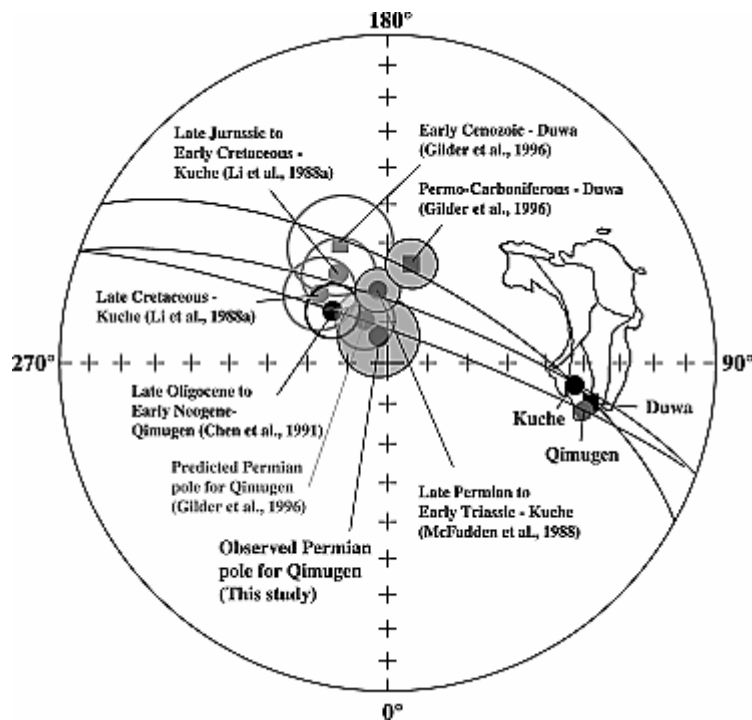 180°
Late Jurassic to
Early Cretaceous -
Kuche (Li et al., 1988a)
Early Cenozoic - Duwa
(Gilder et al., 1996)
Permo-Carboniferous - Duwa
(Gilder et al., 1996)
Late Cretaceous -
Kuche (Li et al., 1988a)
270°
90°
Late Oligocene to
Early Neogene-
Qimugen (Chen et al., 1991)
Kuche
Duwa
Qimugen
Predicted Permian
pole for Qimugen
(Gilder et al., 1996)
Late Permian to
Early Triassic - Kuche
(McFudden et al., 1988)
Observed Permian
pole for Qimugen
(This study)
0°